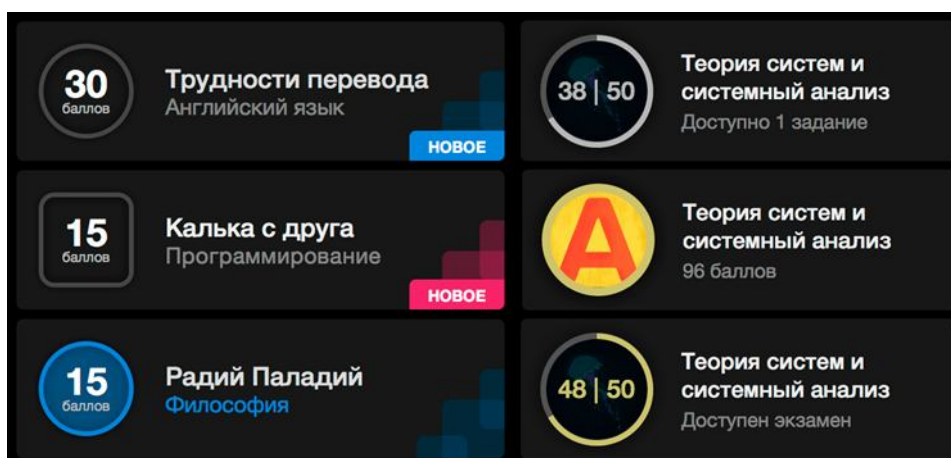 30
баллов
Трудности перевода
Английский язык
НОВОЕ
38 | 50
Теория систем и
системный анализ
Доступно 1 задание
15
баллов
Калька с друга
Программирование
НОВОЕ
А
Теория систем и
системный анализ
96 баллов
15
баллов
Радий Паладий
Философия
48 | 50
Теория систем и
системный анализ
Доступен экзамен